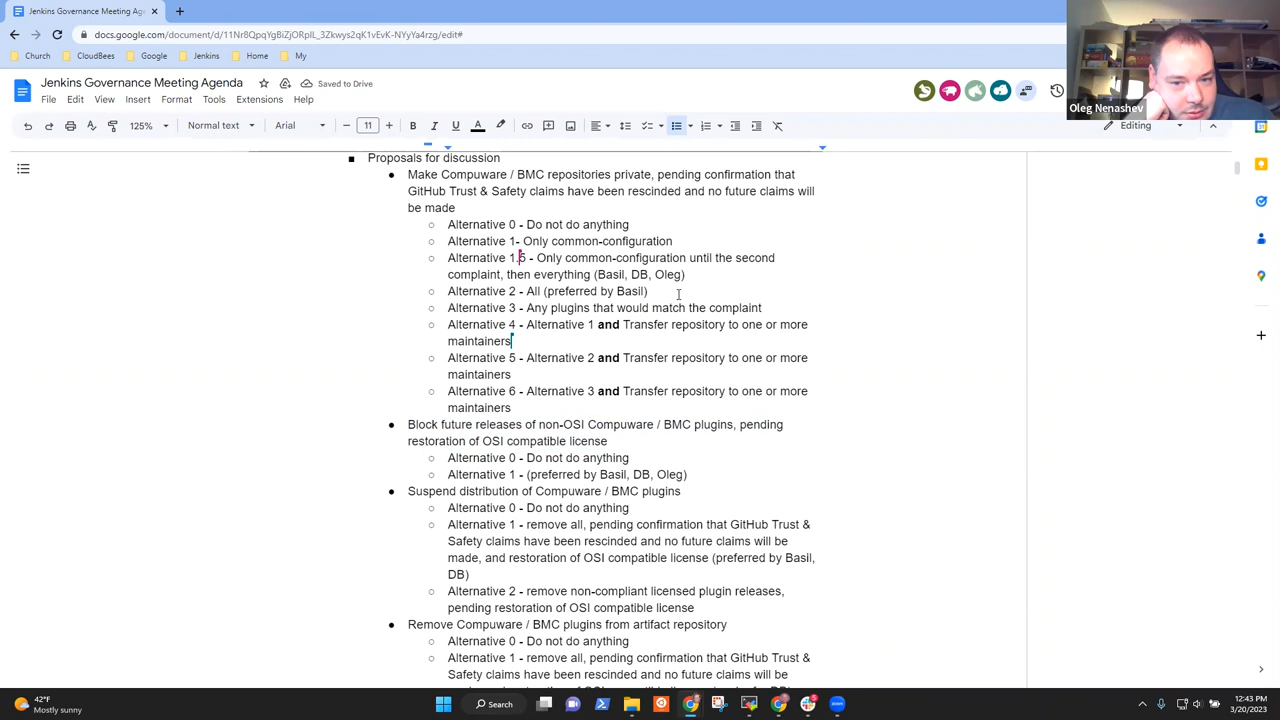 Jenkins Governance Meeting Agenda
docs.google.com/document/d/11Nr8QpqYgBiZjORpIL_3Zkwys2qK1vEvK-NYyYa4rzg/edit#
Church
CloudBees
Google
Jenkins
Home
My
Jenkins Governance Meeting Agenda
Saved to Drive
File Edit View Insert Format Tools Extensions
Oleg Nenashev
125%
Normal text
Arial
11
Editing
Proposals for discussion
Make Compuware / BMC repositories private, pending confirmation that
GitHub Trust & Safety claims have been rescinded and no future claims will
be made
Alternative 0 - Do not do anything
Alternative 1- Only common-configuration
Alternative 1.5 - Only common-configuration until the second
complaint, then everything (Basil, DB, Oleg)
Alternative 2 - All (preferred by Basil)
Alternative 3 - Any plugins that would match the complaint
Alternative 4 - Alternative 1 and Transfer repository to one or more
maintainers
Alternative 5 - Alternative 2 and Transfer repository to one or more
maintainers
Alternative 6 - Alternative 3 and Transfer repository to one or more
maintainers
Block future releases of non-OSI Compuware / BMC plugins, pending
restoration of OSI compatible license
Alternative 0 - Do not do anything
Alternative 1 - (preferred by Basil, DB, Oleg)
Suspend distribution of Compuware / BMC plugins
Alternative 0 - Do not do anything
Alternative 1 - remove all, pending confirmation that GitHub Trust &
Safety claims have been rescinded and no future claims will be
made, and restoration of OSI compatible license (preferred by Basil,
DB)
Alternative 2 - remove non-compliant licensed plugin releases,
pending restoration of OSI compatible license
Remove Compuware / BMC plugins from artifact repository
Alternative 0 - Do not do anything
Alternative 1 - remove all, pending confirmation that GitHub Trust &
Safety claims have been rescinded and no future claims will be
42°F
Mostly sunny
Search
5
12:43 PM
3/20/2023